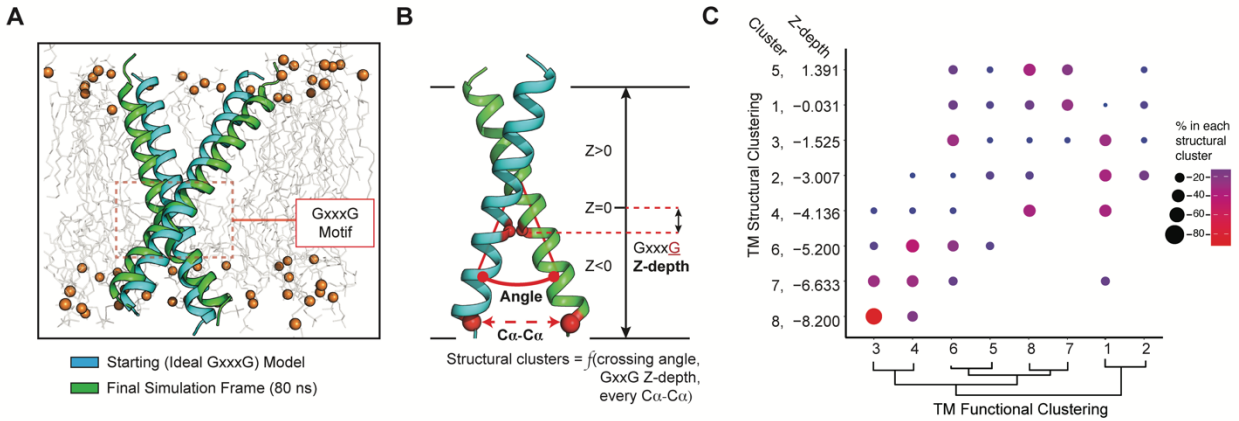 A
GxxxG
Motif
Starting (Ideal GxxxG) Model
Final Simulation Frame (80 ns)
B
Z>0
Z=0
GxxxG
Z-depth
Z<0
Angle
Cα-Cα
Structural clusters = f(crossing angle,
GxxG Z-depth,
every Cα-Cα)
C
Cluster
Z-depth
TM Structural Clustering
5, 1.391
1, −0.031
3, −1.525
2, −3.007
4, −4.136
6, −5.200
7, −6.633
8, −8.200
3 4 6 5 8 7 1 2
TM Functional Clustering
% in each
structural
cluster
−20
−40
−60
−80